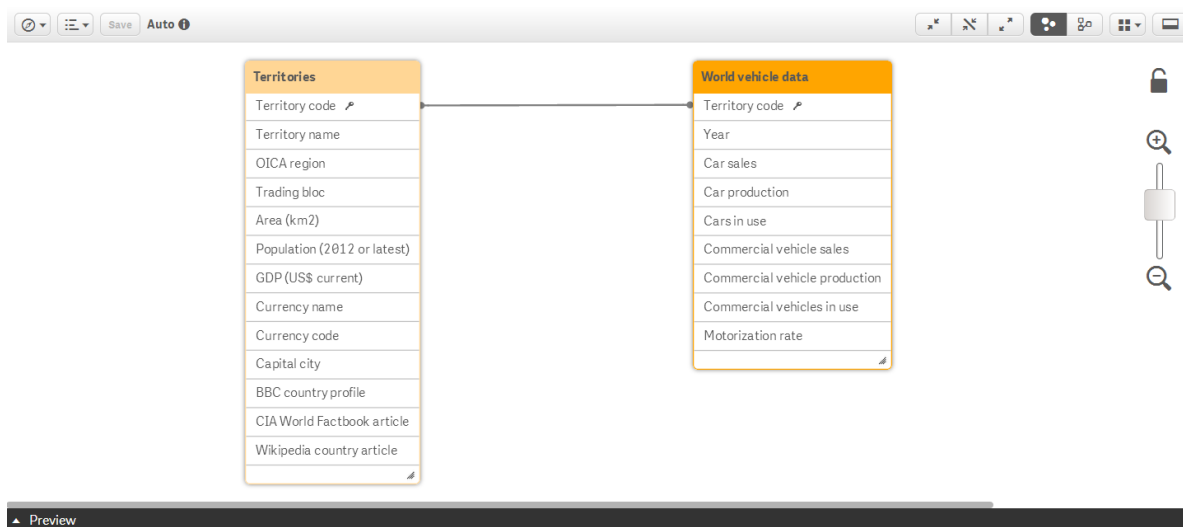 Save Auto
Territories
Territory code
Territory name
OICA region
Trading bloc
Area (km2)
Population (2012 or latest)
GDP (US$ current)
Currency name
Currency code
Capital city
BBC country profile
CIA World Factbook article
Wikipedia country article
World vehicle data
Territory code
Year
Car sales
Car production
Cars in use
Commercial vehicle sales
Commercial vehicle production
Commercial vehicles in use
Motorization rate
Preview